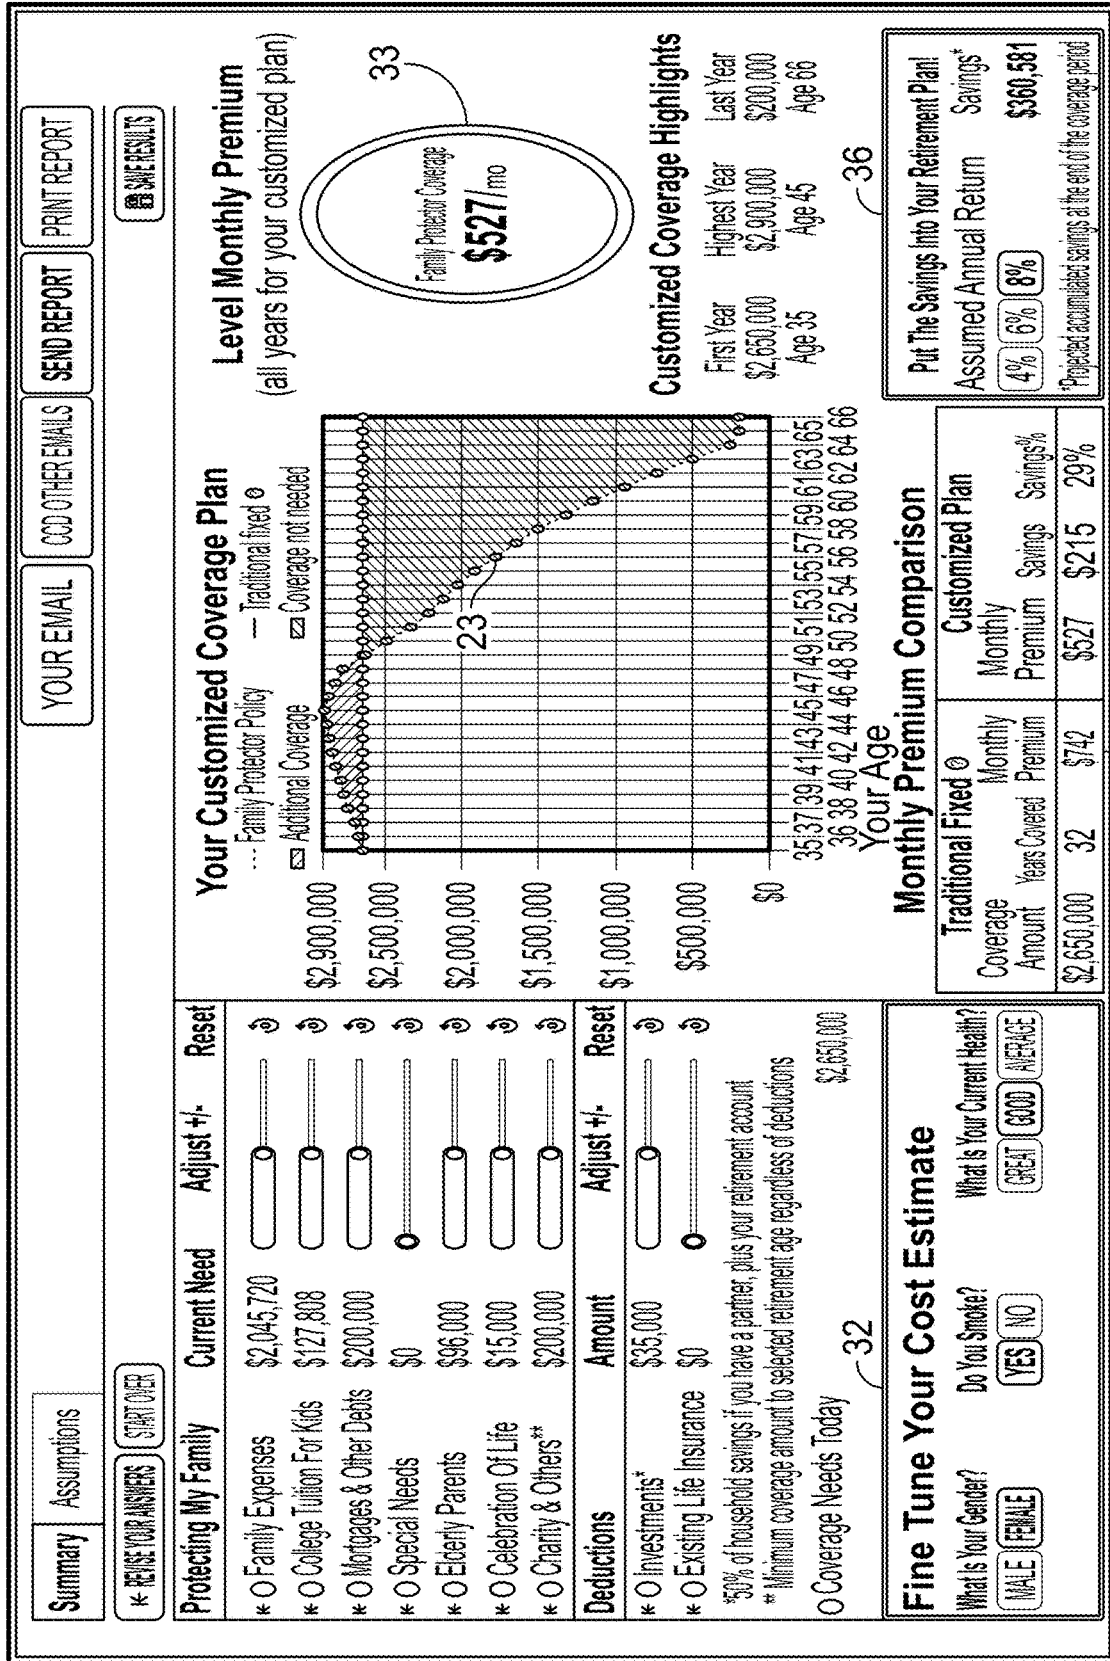 YOUR EMAIL CCD OTHER EMAILS SEND REPORT PRINT REPORT
Summary Assumptions
REVISE YOUR ANSWERS START OVER
SAVE RESULTS
Protecting My Family Current Need Adjust +/- Reset
Family Expenses $2,045,720
College Tuition For Kids $127,808
Mortgages & Other Debts $200,000
Special Needs $0
Elderly Parents $96,000
Celebration Of Life $15,000
Charity & Others** $200,000
Deductions Amount Adjust +/- Reset
Investments* $35,000
Existing Life Insurance $0
*50% of household savings if you have a partner, plus your retirement account
** Minimum coverage amount to selected retirement age regardless of deductions
Coverage Needs Today $2,650,000
32
Fine Tune Your Cost Estimate
What Is Your Gender? Do You Smoke? What Is Your Current Health?
MALE FEMALE YES NO GREAT GOOD AVERAGE
Your Customized Coverage Plan
--- Family Protector Policy — Traditional fixed
Additional Coverage Coverage not needed
$2,900,000
$2,500,000
$2,000,000
$1,500,000
$1,000,000
$500,000
$0
23
35 37 39 41 43 45 47 49 51 53 55 57 59 61 63 65
36 38 40 42 44 46 48 50 52 54 56 58 60 62 64 66
Your Age
Level Monthly Premium
(all years for your customized plan)
Family Protector Coverage
$527/mo
33
Customized Coverage Highlights
First Year Highest Year Last Year
$2,650,000 $2,900,000 $200,000
Age 35 Age 45 Age 66
Monthly Premium Comparison
Traditional Fixed Customized Plan
Coverage Amount Years Covered Monthly Premium Monthly Premium Savings Savings%
$2,650,000 32 $742 $527 $215 29%
36
Put The Savings Into Your Retirement Plan!
Assumed Annual Return Savings*
4% 6% 8% $360,581
*Projected accumulated savings at the end of the coverage period